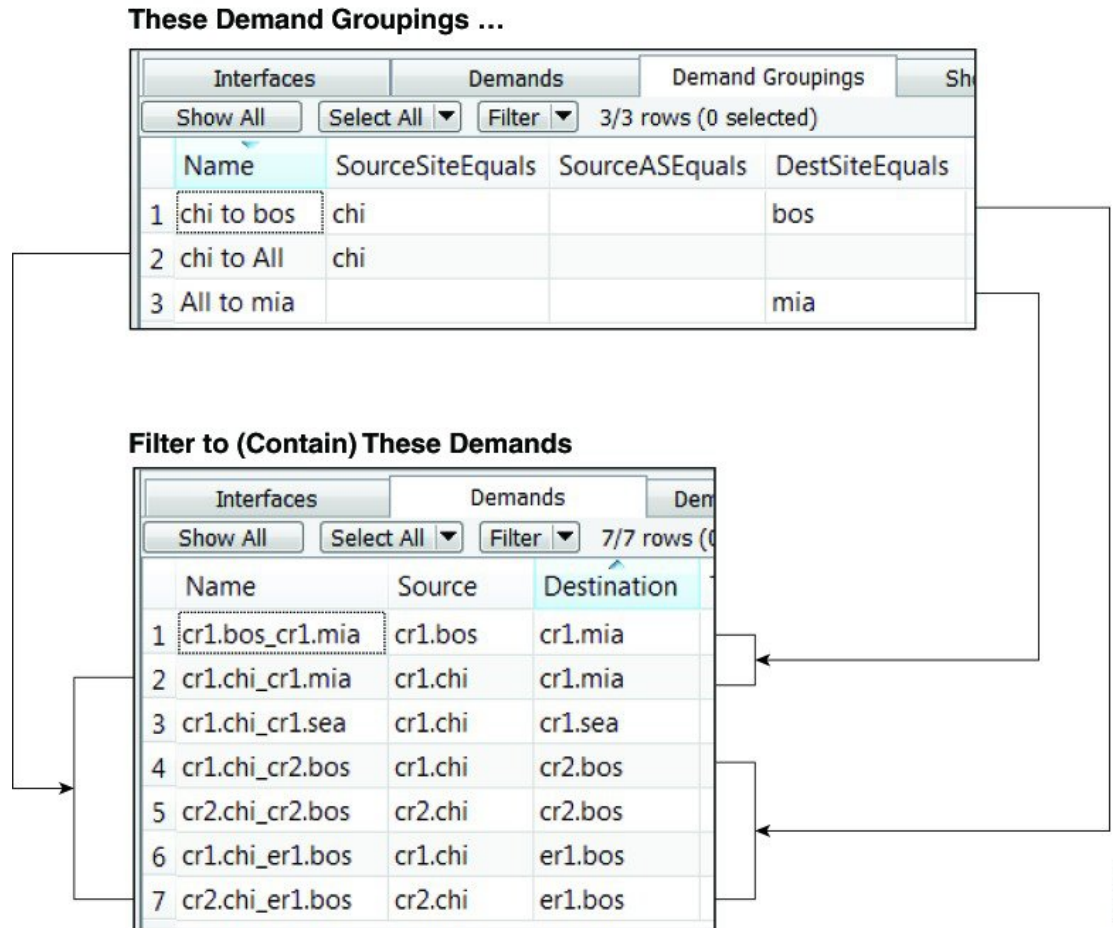 These Demand Groupings ...
Interfaces Demands Demand Groupings Sho
Show All Select All Filter 3/3 rows (0 selected)
Name SourceSiteEquals SourceASEquals DestSiteEquals
1 chi to bos chi bos
2 chi to All chi
3 All to mia mia
Filter to (Contain) These Demands
Interfaces Demands Dem
Show All Select All Filter 7/7 rows (0
Name Source Destination
1 cr1.bos_cr1.mia cr1.bos cr1.mia
2 cr1.chi_cr1.mia cr1.chi cr1.mia
3 cr1.chi_cr1.sea cr1.chi cr1.sea
4 cr1.chi_cr2.bos cr1.chi cr2.bos
5 cr2.chi_cr2.bos cr2.chi cr2.bos
6 cr1.chi_er1.bos cr1.chi er1.bos
7 cr2.chi_er1.bos cr2.chi er1.bos